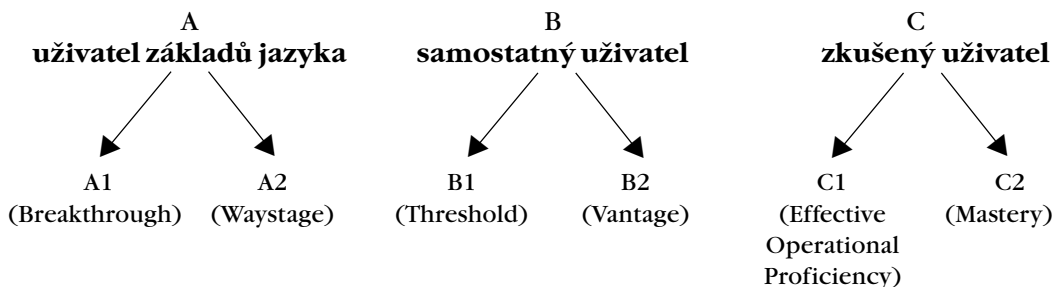 A B C
uživatel základů jazyka samostatný uživatel zkušený uživatel
A1 A2 B1 B2 C1 C2
(Breakthrough) (Waystage) (Threshold) (Vantage) (Effective (Mastery)
Operational
Proficiency)